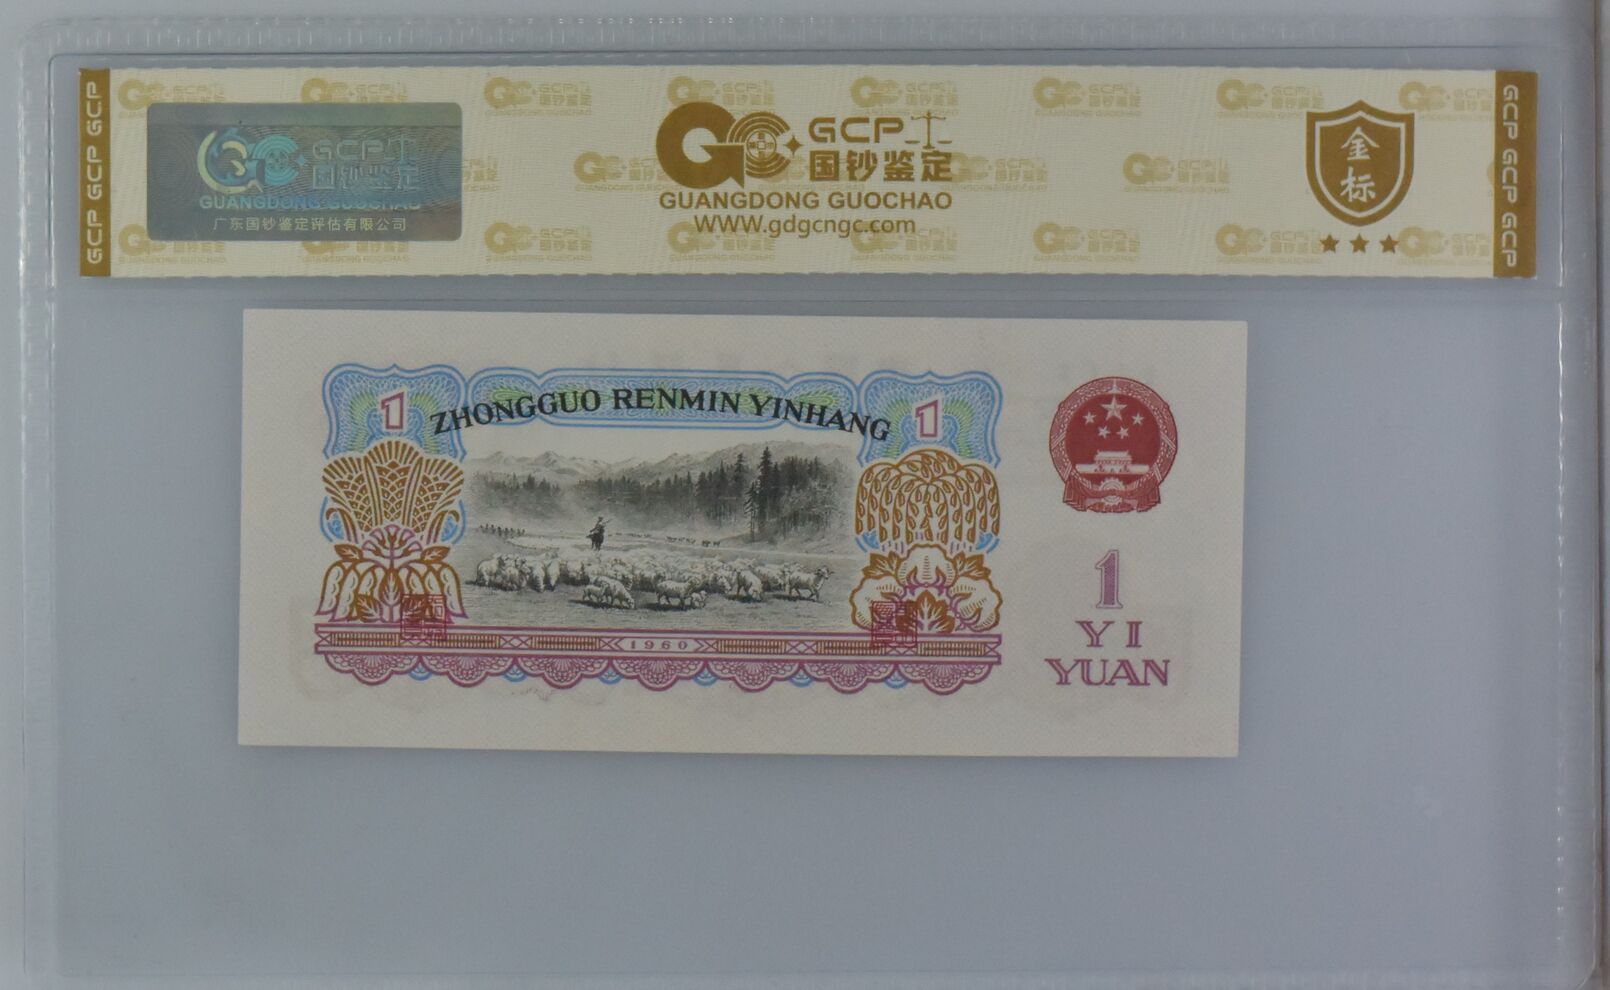 GCP GCP GCP
GCP
国钞鉴定
GUANGDONG GUOCHAO
广东国钞鉴定评估有限公司
GCP
国钞鉴定
GUANGDONG GUOCHAO
WWW.gdgcngc.com
金
标
GCP GCP GCP
1
ZHONGGUO RENMIN YINHANG
1
1960
1
YI
YUAN